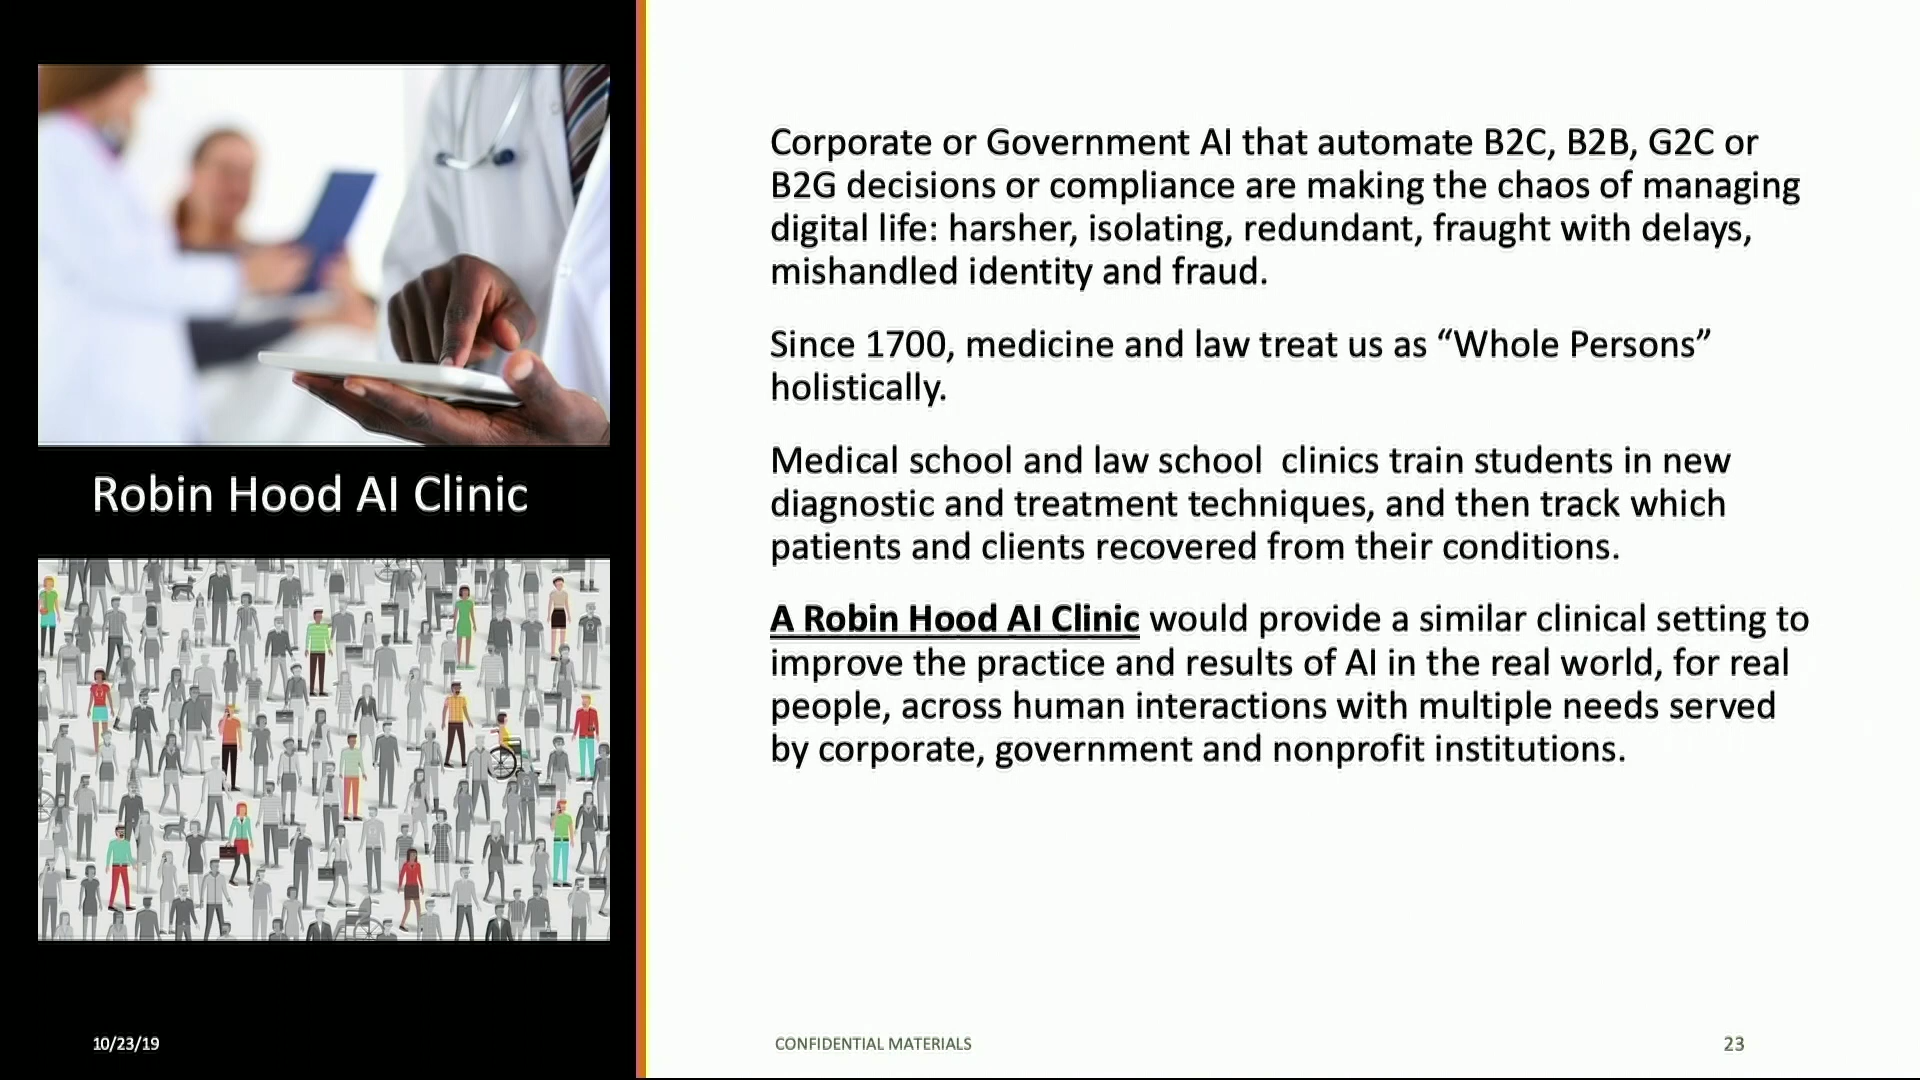 Robin Hood AI Clinic
10/23/19
Corporate or Government AI that automate B2C, B2B, G2C or
B2G decisions or compliance are making the chaos of managing
digital life: harsher, isolating, redundant, fraught with delays,
mishandled identity and fraud.
Since 1700, medicine and law treat us as “Whole Persons”
holistically.
Medical school and law school  clinics train students in new
diagnostic and treatment techniques, and then track which
patients and clients recovered from their conditions.
A Robin Hood AI Clinic would provide a similar clinical setting to
improve the practice and results of AI in the real world, for real
people, across human interactions with multiple needs served
by corporate, government and nonprofit institutions.
CONFIDENTIAL MATERIALS
23